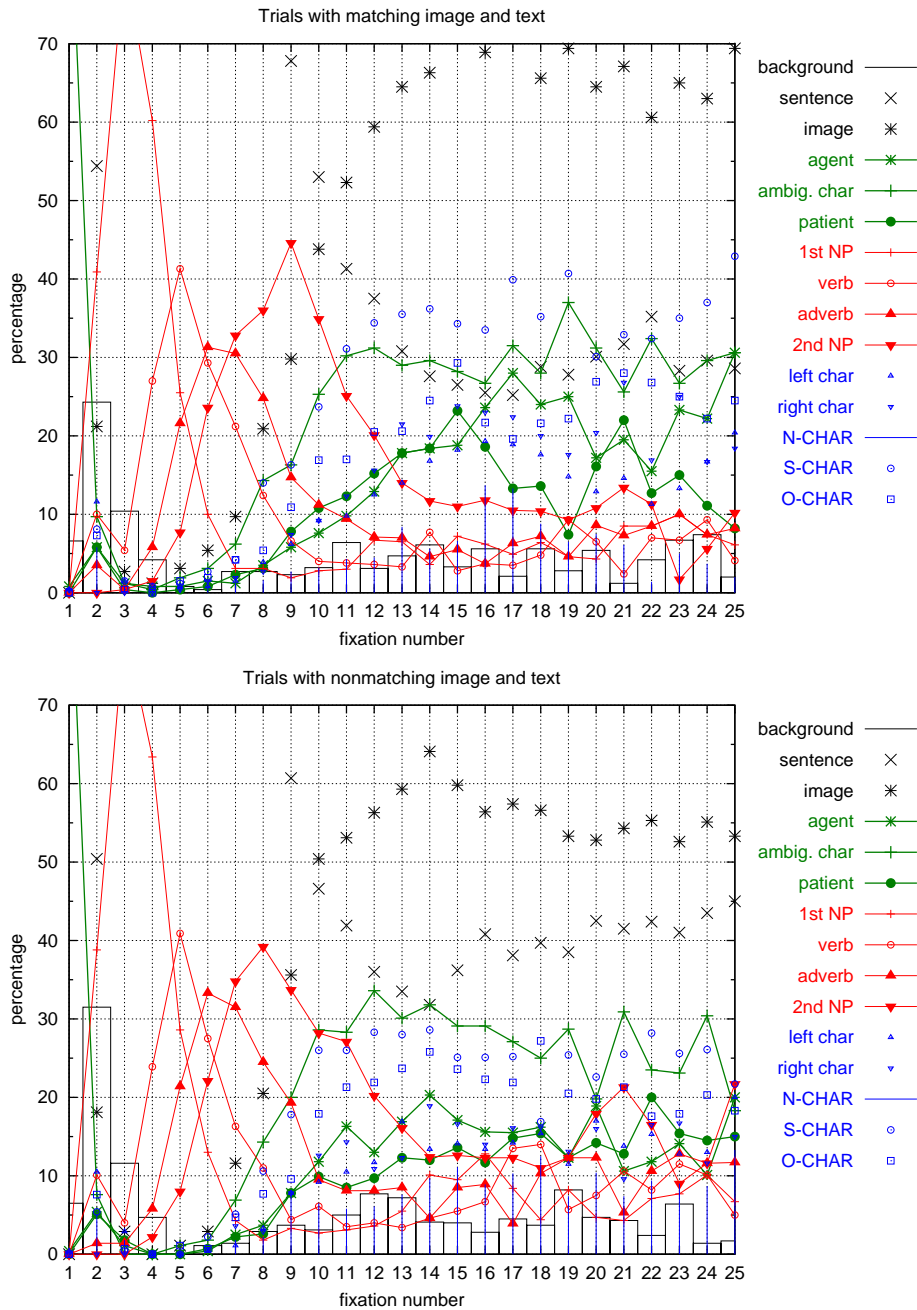 Trials with matching image and text
70
60
50
40
30
20
10
0
percentage
1 2 3 4 5 6 7 8 9 10 11 12 13 14 15 16 17 18 19 20 21 22 23 24 25
fixation number
background
sentence
image
agent
ambig. char
patient
1st NP
verb
adverb
2nd NP
left char
right char
N-CHAR
S-CHAR
O-CHAR
Trials with nonmatching image and text
70
60
50
40
30
20
10
0
percentage
1 2 3 4 5 6 7 8 9 10 11 12 13 14 15 16 17 18 19 20 21 22 23 24 25
fixation number
background
sentence
image
agent
ambig. char
patient
1st NP
verb
adverb
2nd NP
left char
right char
N-CHAR
S-CHAR
O-CHAR